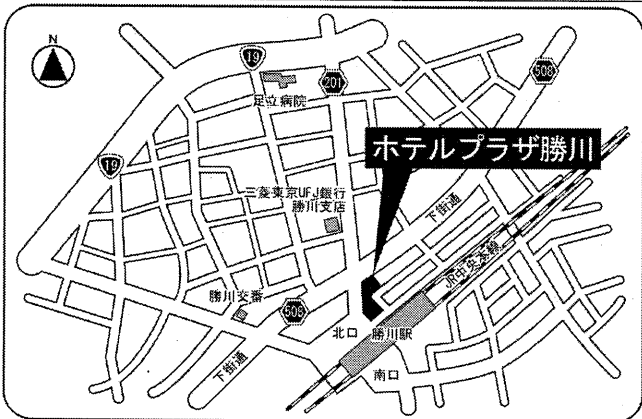 N
19
足立病院
201
508
ホテルプラザ勝川
19
三菱東京UFJ銀行
勝川支店
下街道
JR中央本線
勝川交番
508
北口
勝川駅
下街道
南口